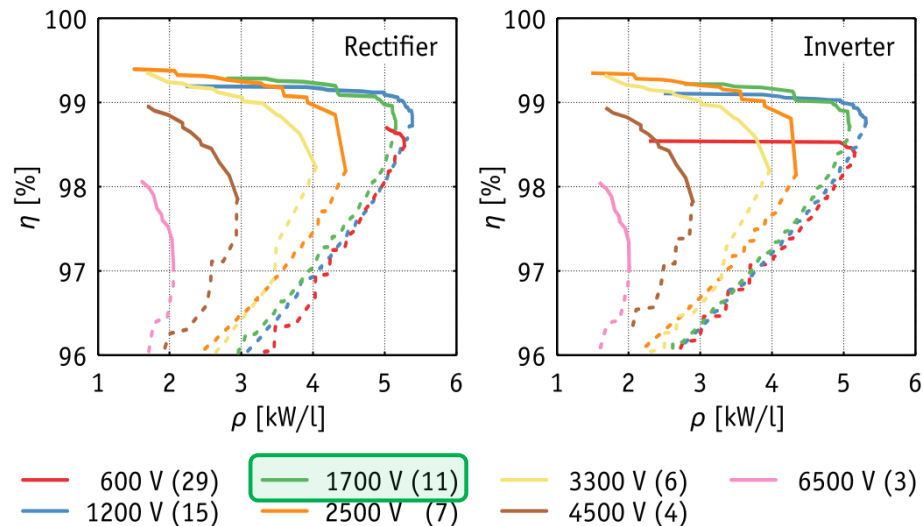 100
99
98
97
96
η [%]
Rectifier
1 2 3 4 5 6
ρ [kW/l]
100
99
98
97
96
η [%]
Inverter
1 2 3 4 5 6
ρ [kW/l]
600 V (29) 1700 V (11) 3300 V (6) 6500 V (3)
1200 V (15) 2500 V (7) 4500 V (4)